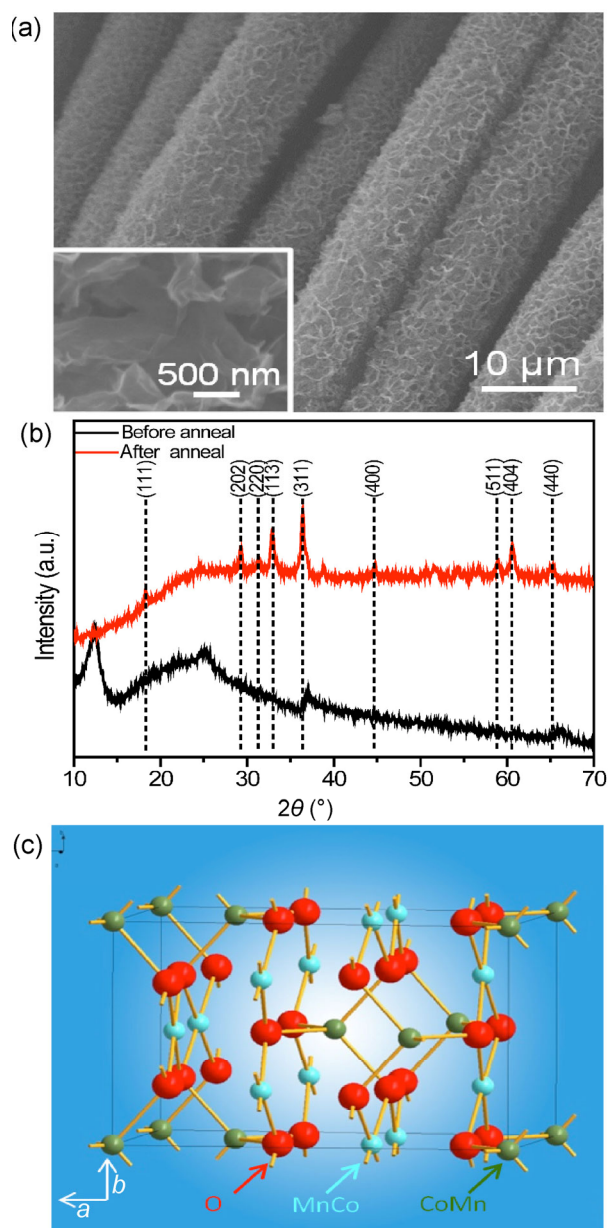 (a)
500 nm
10 μm
(b)
Before anneal
After anneal
(111)
(202)
(220)
(113)
(311)
(400)
(511)
(404)
(440)
Intensity (a.u.)
10 20 30 40 50 60 70
2θ (°)
(c)
b
a
O
MnCo
CoMn